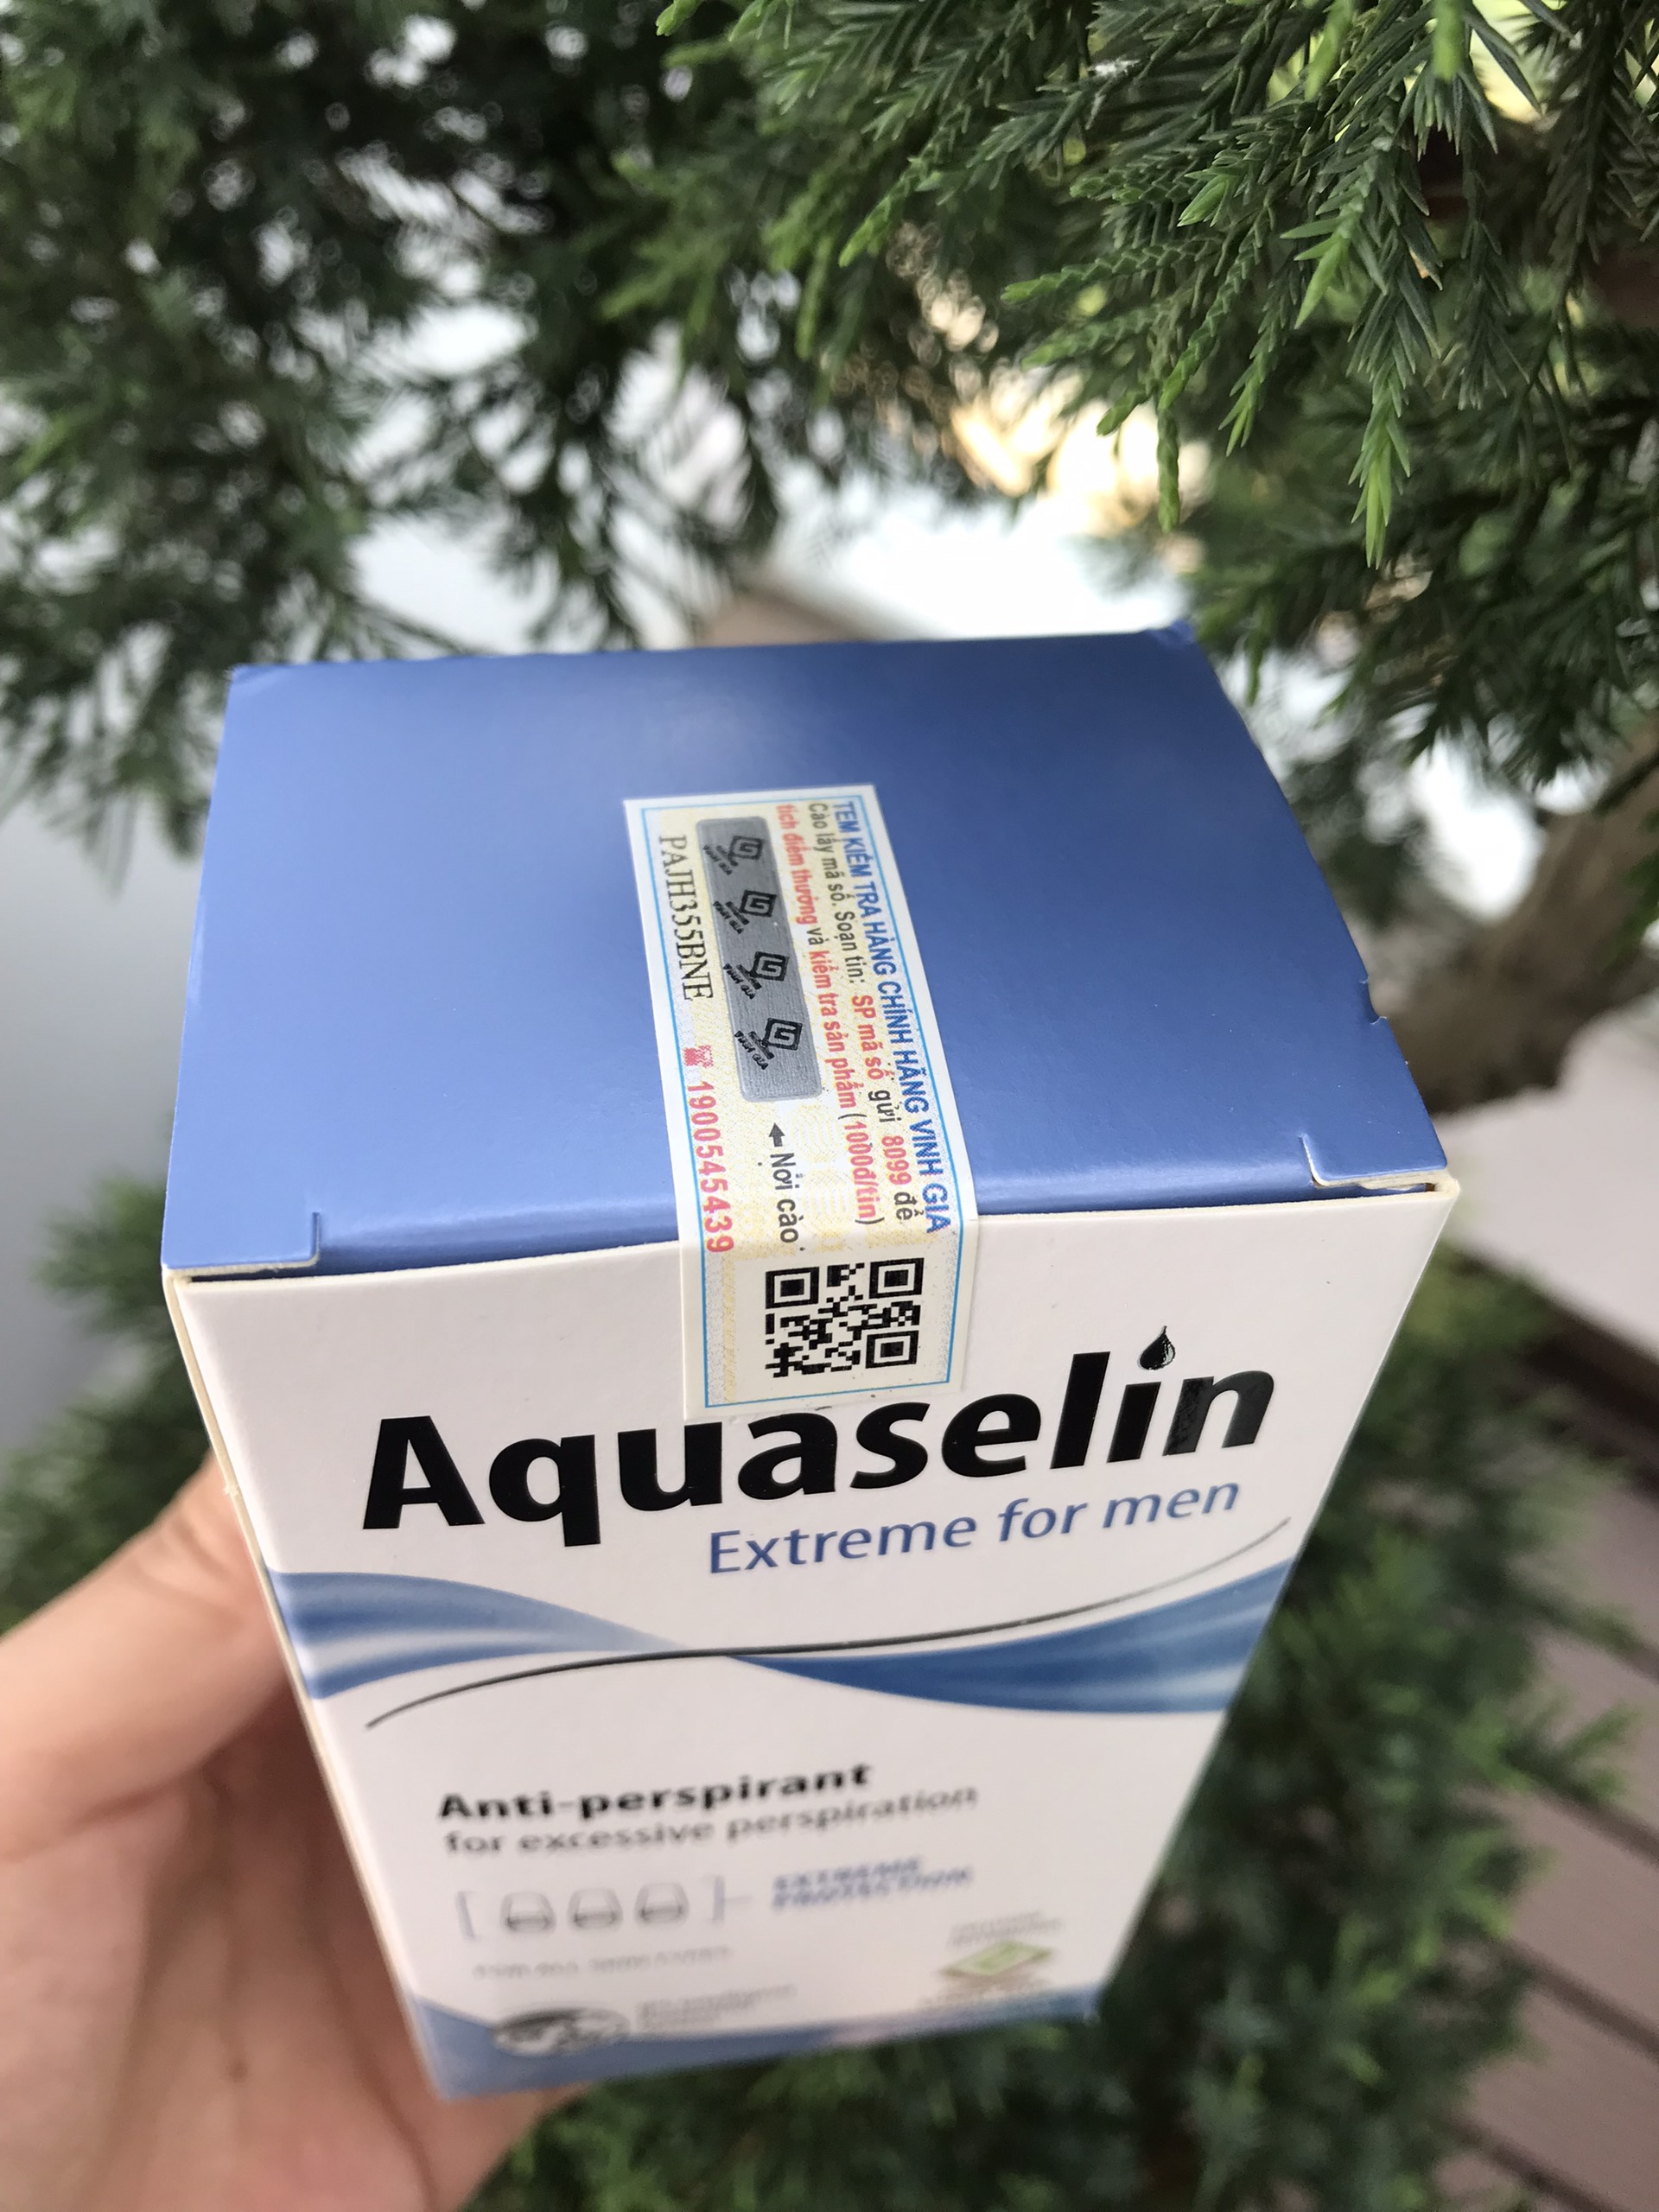 TEM KIỂM TRA HÀNG CHÍNH HÃNG VINH GIA
Cào lấy mã số. Soạn tin: SP mã số gửi 8099 để
tích điểm thưởng và kiểm tra sản phẩm (1000đ/tin)
Nơi cào
PAJH355BNE
1900545439
Aquaselin
Extreme for men
Anti-perspirant
for excessive perspiration
EXTREME
PROTECTION